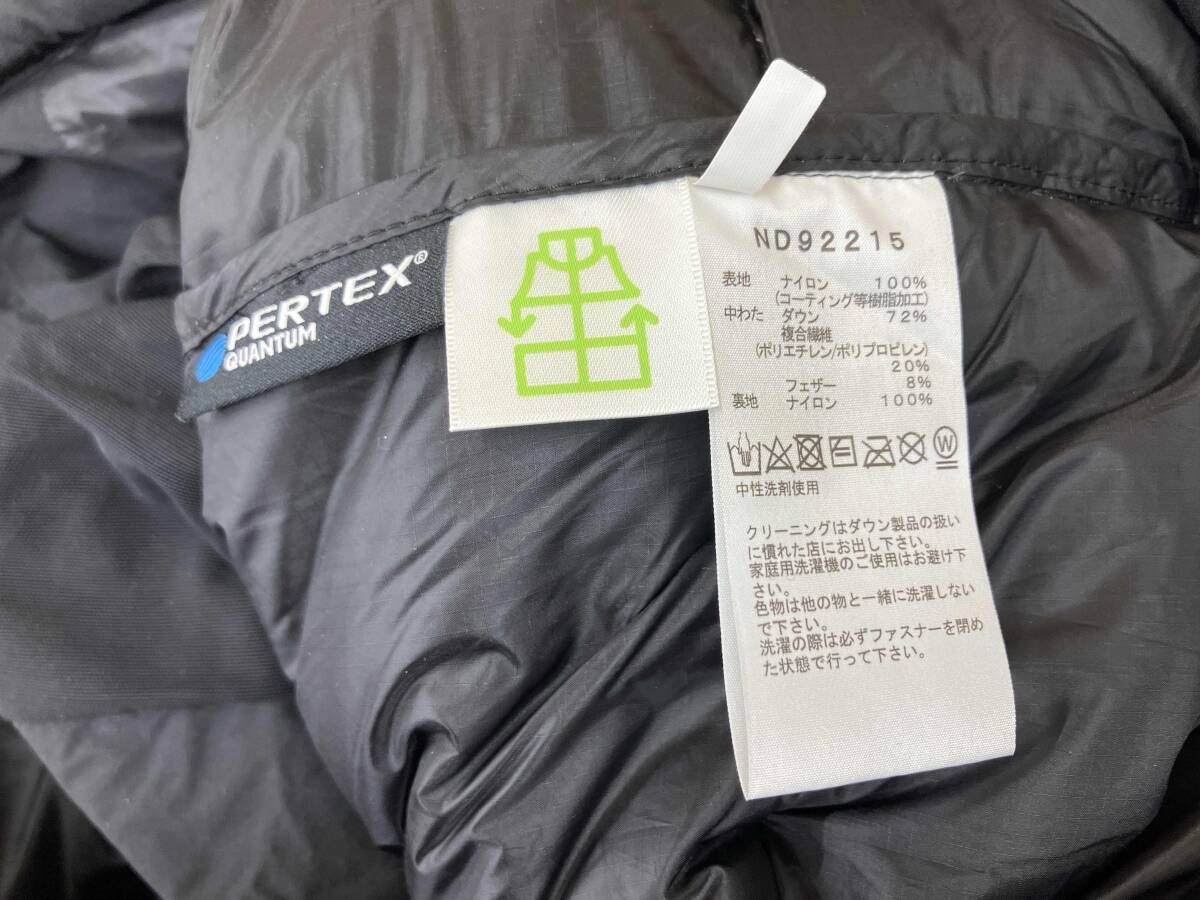 PERTEX®
QUANTUM
ND92215
表地 ナイロン 100%
(コーティング等樹脂加工)
中わた ダウン 72%
複合繊維
(ポリエチレン/ポリプロピレン)
20%
フェザー 8%
裏地 ナイロン 100%
W
中性洗剤使用
クリーニングはダウン製品の扱い
に慣れた店にお出し下さい。
家庭用洗濯機のご使用はお避け下
さい。
色物は他の物と一緒に洗濯しない
で下さい。
洗濯の際は必ずファスナーを閉め
た状態で行って下さい。